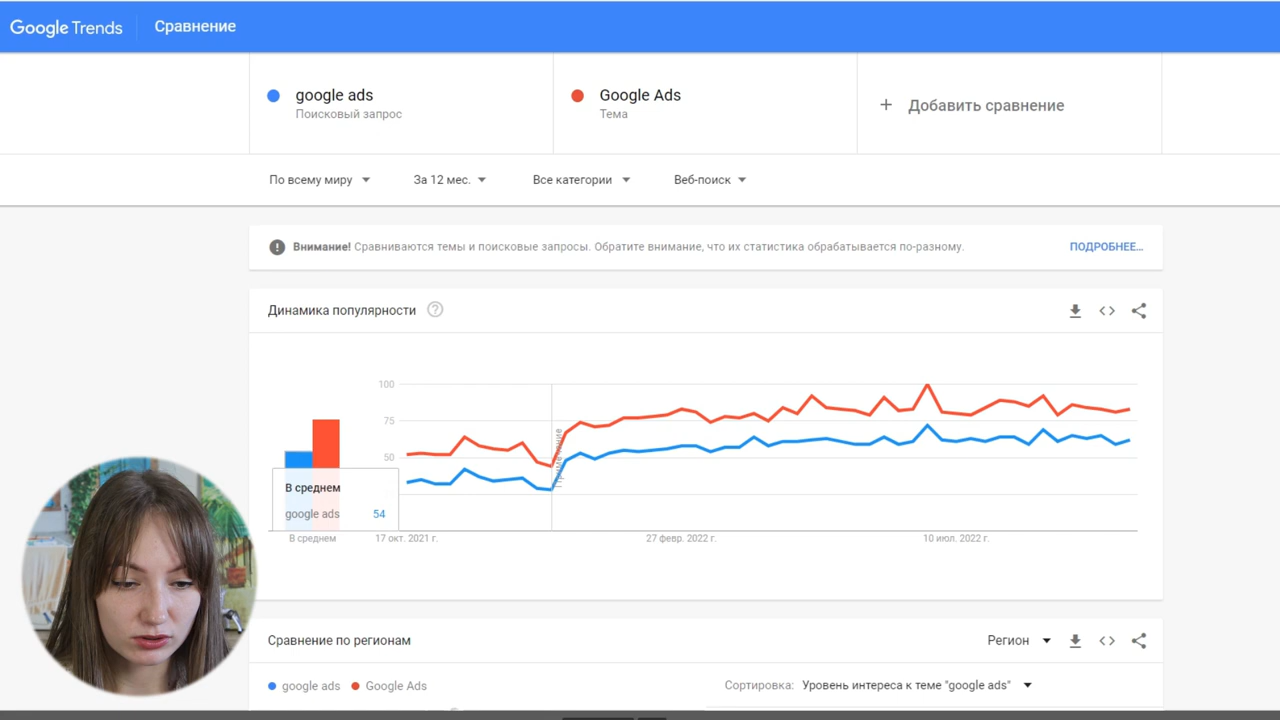 Google Trends Сравнение
google ads
Поисковый запрос
Google Ads
Тема
+ Добавить сравнение
По всему миру
За 12 мес.
Все категории
Веб-поиск
Внимание! Сравниваются темы и поисковые запросы. Обратите внимание, что их статистика обрабатывается по-разному.
ПОДРОБНЕЕ...
Динамика популярности
100
75
50
Примечание
В среднем
google ads 54
В среднем
17 окт. 2021 г.
27 февр. 2022 г.
10 июл. 2022 г.
Сравнение по регионам
Регион
google ads Google Ads
Сортировка: Уровень интереса к теме "google ads"